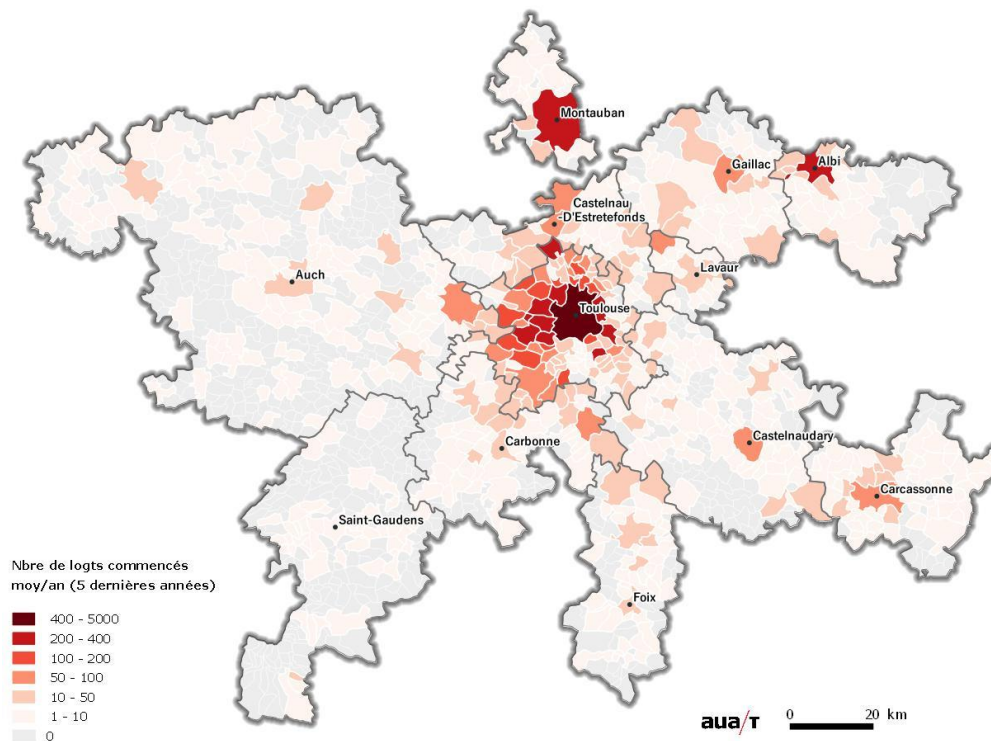 Montauban
Gaillac
Albi
Castelnau
-D'Estretefonds
Lavaur
Auch
Toulouse
Carbonne
Castelnaudary
Carcassonne
Saint-Gaudens
Foix
Nbre de logts commencés
moy/an (5 dernières années)
400 - 5000
200 - 400
100 - 200
50 - 100
10 - 50
1 - 10
0
aua/T
0 20 km